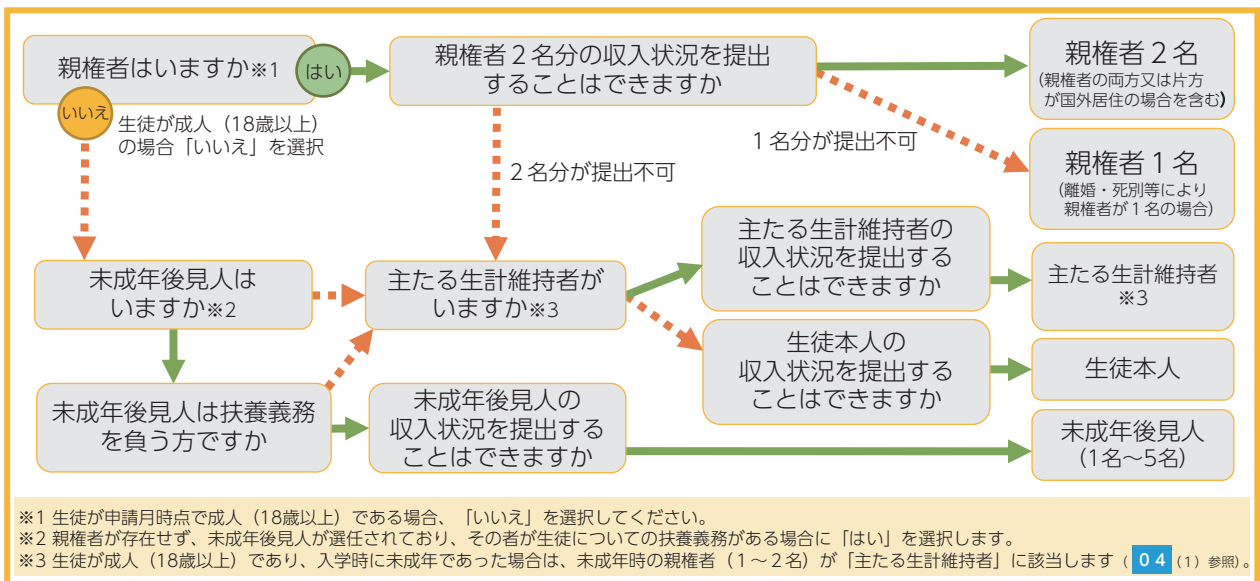 親権者はいますか※1
はい
いいえ
生徒が成人（18歳以上）
の場合「いいえ」を選択
親権者２名分の収入状況を提出
することはできますか
親権者２名
(親権者の両方又は片方
が国外居住の場合を含む)
１名分が提出不可
２名分が提出不可
親権者１名
(離婚・死別等により
親権者が１名の場合)
未成年後見人は
いますか※2
主たる生計維持者が
いますか※3
主たる生計維持者の
収入状況を提出する
ことはできますか
主たる生計維持者
※3
生徒本人の
収入状況を提出する
ことはできますか
生徒本人
未成年後見人は扶養義務
を負う方ですか
未成年後見人の
収入状況を提出する
ことはできますか
未成年後見人
(1名～5名)
※1 生徒が申請月時点で成人（18歳以上）である場合、「いいえ」を選択してください。
※2 親権者が存在せず、未成年後見人が選任されており、その者が生徒についての扶養義務がある場合に「はい」を選択します。
※3 生徒が成人（18歳以上）であり、入学時に未成年であった場合は、未成年時の親権者（１～２名）が「主たる生計維持者」に該当します（ 04 (1) 参照）。